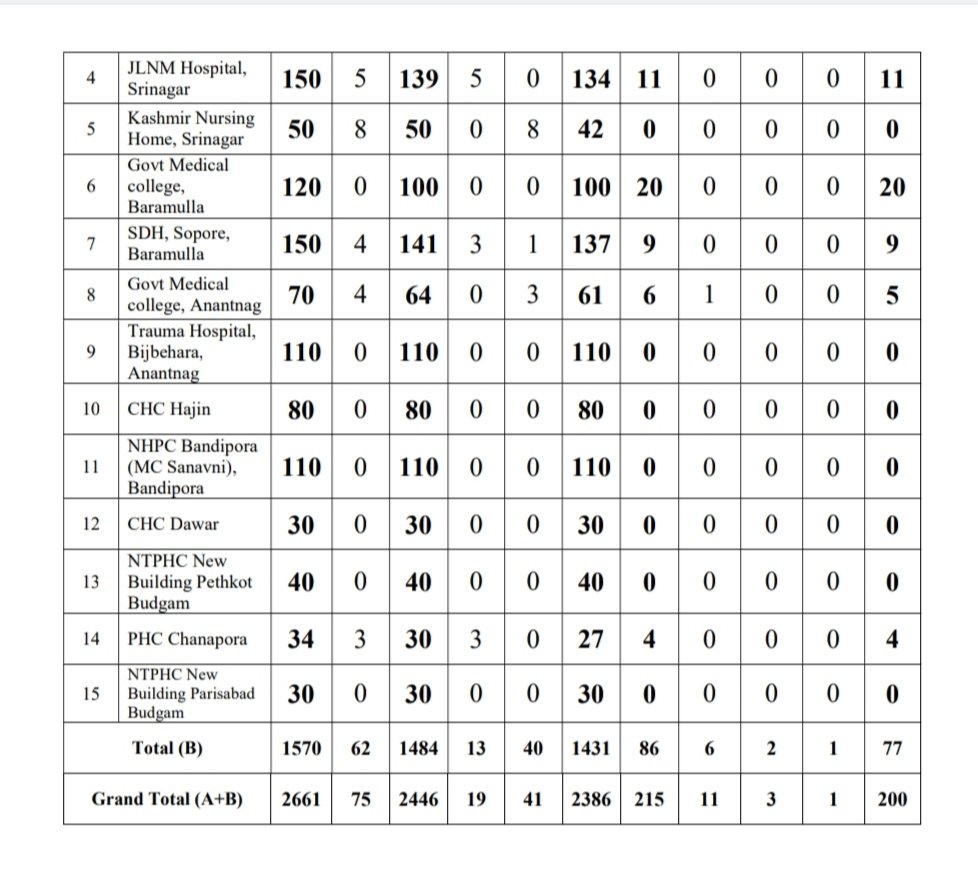 4 JLNM Hospital, Srinagar 150 5 139 5 0 134 11 0 0 0 11
5 Kashmir Nursing Home, Srinagar 50 8 50 0 8 42 0 0 0 0 0
6 Govt Medical college, Baramulla 120 0 100 0 0 100 20 0 0 0 20
7 SDH, Sopore, Baramulla 150 4 141 3 1 137 9 0 0 0 9
8 Govt Medical college, Anantnag 70 4 64 0 3 61 6 1 0 0 5
9 Trauma Hospital, Bijbehara, Anantnag 110 0 110 0 0 110 0 0 0 0 0
10 CHC Hajin 80 0 80 0 0 80 0 0 0 0 0
11 NHPC Bandipora (MC Sanavni), Bandipora 110 0 110 0 0 110 0 0 0 0 0
12 CHC Dawar 30 0 30 0 0 30 0 0 0 0 0
13 NTPHC New Building Pethkot Budgam 40 0 40 0 0 40 0 0 0 0 0
14 PHC Chanapora 34 3 30 3 0 27 4 0 0 0 4
15 NTPHC New Building Parisabad Budgam 30 0 30 0 0 30 0 0 0 0 0
Total (B) 1570 62 1484 13 40 1431 86 6 2 1 77
Grand Total (A+B) 2661 75 2446 19 41 2386 215 11 3 1 200